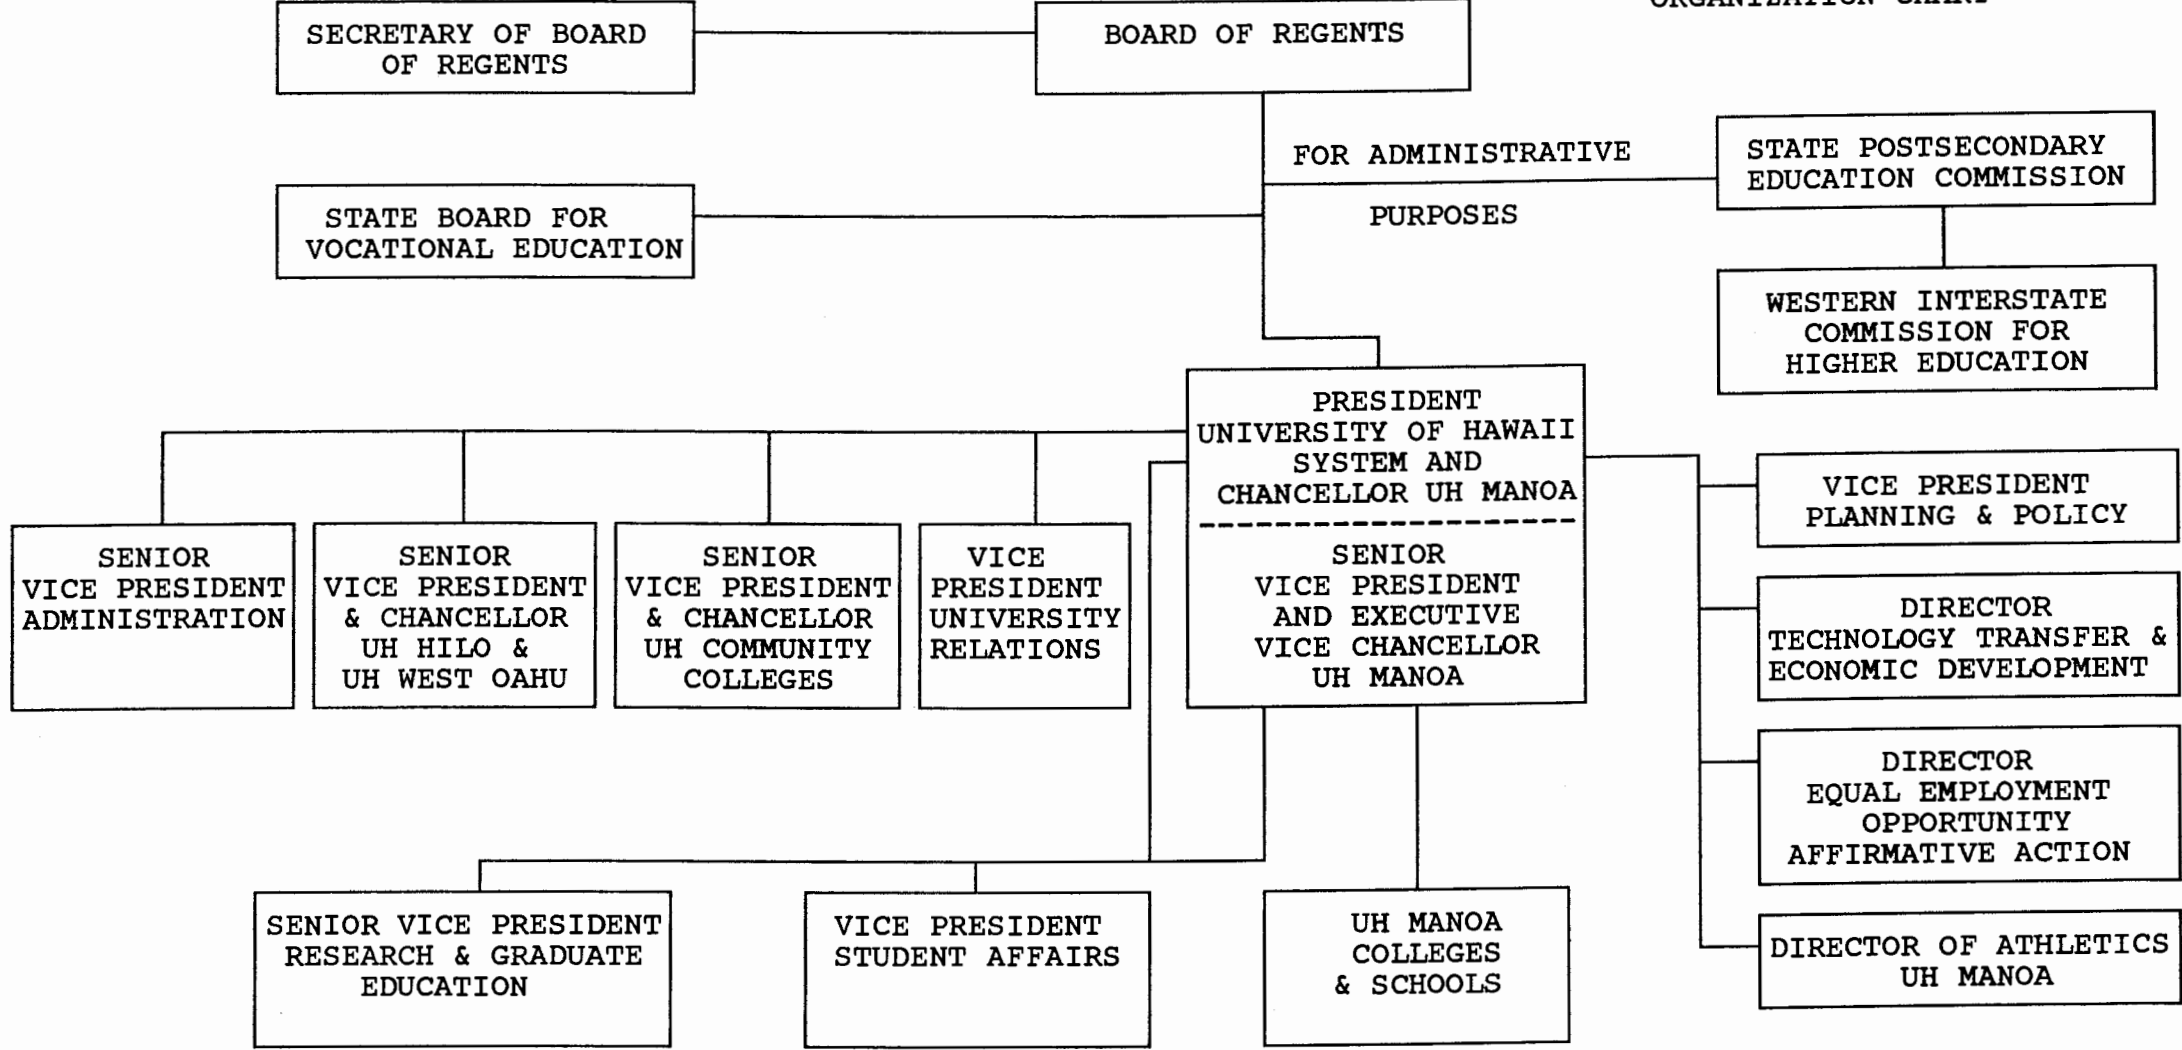 SECRETARY OF BOARD
OF REGENTS
BOARD OF REGENTS
ORGANIZATION CHART
FOR ADMINISTRATIVE
PURPOSES
STATE POSTSECONDARY
EDUCATION COMMISSION
STATE BOARD FOR
VOCATIONAL EDUCATION
WESTERN INTERSTATE
COMMISSION FOR
HIGHER EDUCATION
PRESIDENT
UNIVERSITY OF HAWAII
SYSTEM AND
CHANCELLOR UH MANOA
SENIOR
VICE PRESIDENT
AND EXECUTIVE
VICE CHANCELLOR
UH MANOA
SENIOR
VICE PRESIDENT
ADMINISTRATION
SENIOR
VICE PRESIDENT
& CHANCELLOR
UH HILO &
UH WEST OAHU
SENIOR
VICE PRESIDENT
& CHANCELLOR
UH COMMUNITY
COLLEGES
VICE
PRESIDENT
UNIVERSITY
RELATIONS
VICE PRESIDENT
PLANNING & POLICY
DIRECTOR
TECHNOLOGY TRANSFER &
ECONOMIC DEVELOPMENT
DIRECTOR
EQUAL EMPLOYMENT
OPPORTUNITY
AFFIRMATIVE ACTION
DIRECTOR OF ATHLETICS
UH MANOA
SENIOR VICE PRESIDENT
RESEARCH & GRADUATE
EDUCATION
VICE PRESIDENT
STUDENT AFFAIRS
UH MANOA
COLLEGES
& SCHOOLS